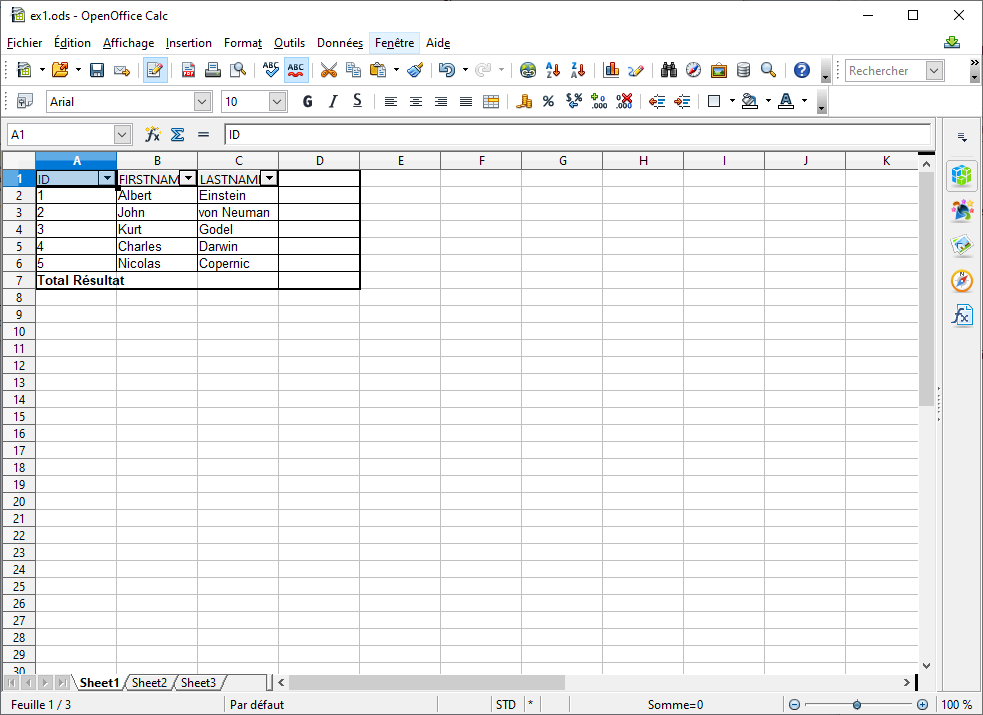 ex1.ods - OpenOffice Calc
Fichier Édition Affichage Insertion Format Outils Données Fenêtre Aide
ABC ABC Rechercher
Arial 10 G I S
A1 ID
A B C D E F G H I J K
1 ID FIRSTNAM LASTNAM
2 1 Albert Einstein
3 2 John von Neuman
4 3 Kurt Godel
5 4 Charles Darwin
6 5 Nicolas Copernic
7 Total Résultat
8
9
10
11
12
13
14
15
16
17
18
19
20
21
22
23
24
25
26
27
28
29
30
Sheet1 Sheet2 Sheet3
Feuille 1 / 3 Par défaut STD * Somme=0 100 %